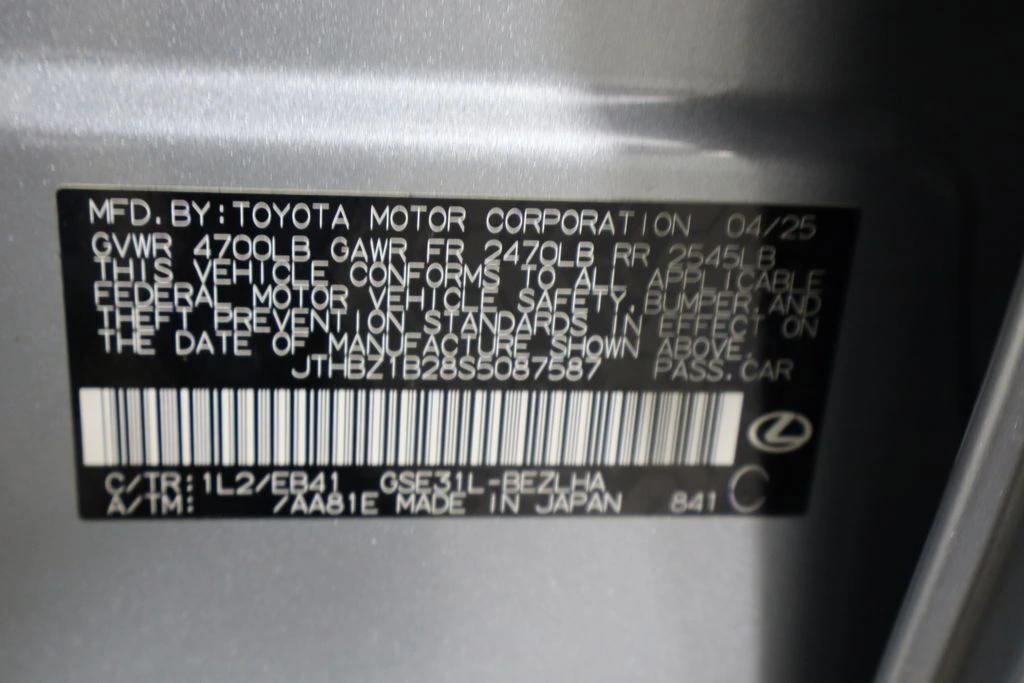 MFD. BY: TOYOTA MOTOR CORPORATION 04/25
GVWR 4700LB GAWR FR 2470LB RR 2545LB
THIS VEHICLE CONFORMS TO ALL APPLICABLE
FEDERAL MOTOR VEHICLE SAFETY, BUMPER, AND
THEFT PREVENTION STANDARDS IN EFFECT ON
THE DATE OF MANUFACTURE SHOWN ABOVE.
JTHBZ1B28S5087587 PASS. CAR
C/TR: 1L2/EB41 GSE31L-BEZLHA
A/TM: /AA81E MADE IN JAPAN 841 C